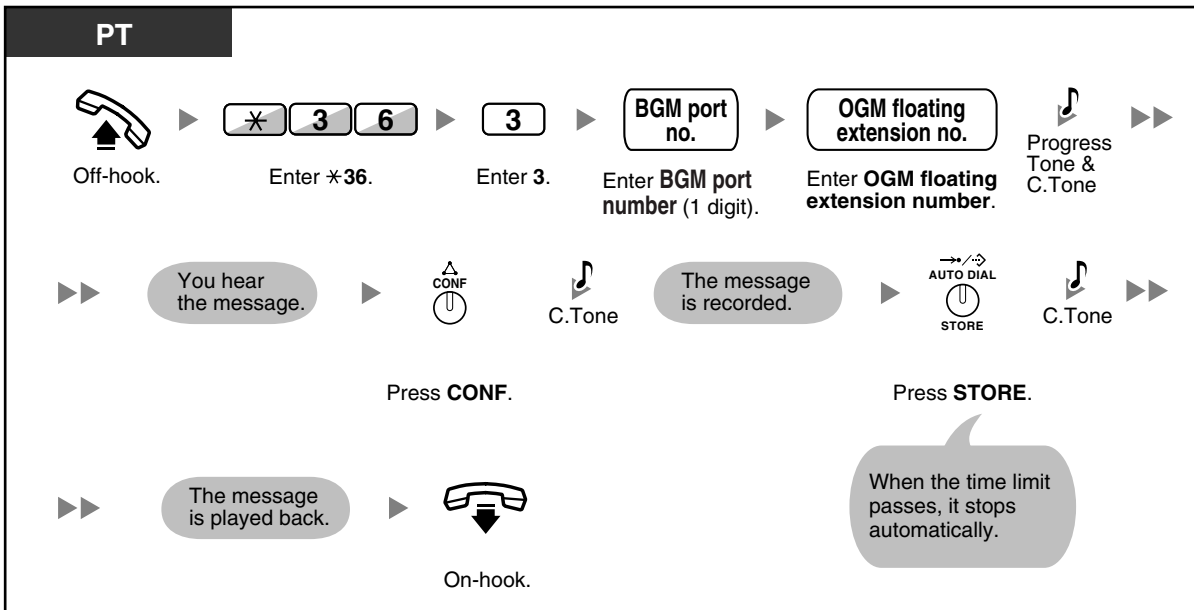 PT
✳ 3 6
3
BGM port
no.
OGM floating
extension no.
Off-hook.
Enter ✳36.
Enter 3.
Enter BGM port
number (1 digit).
Enter OGM floating
extension number.
Progress
Tone &
C.Tone
You hear
the message.
CONF
C.Tone
The message
is recorded.
AUTO DIAL
STORE
C.Tone
Press CONF.
Press STORE.
The message
is played back.
On-hook.
When the time limit
passes, it stops
automatically.